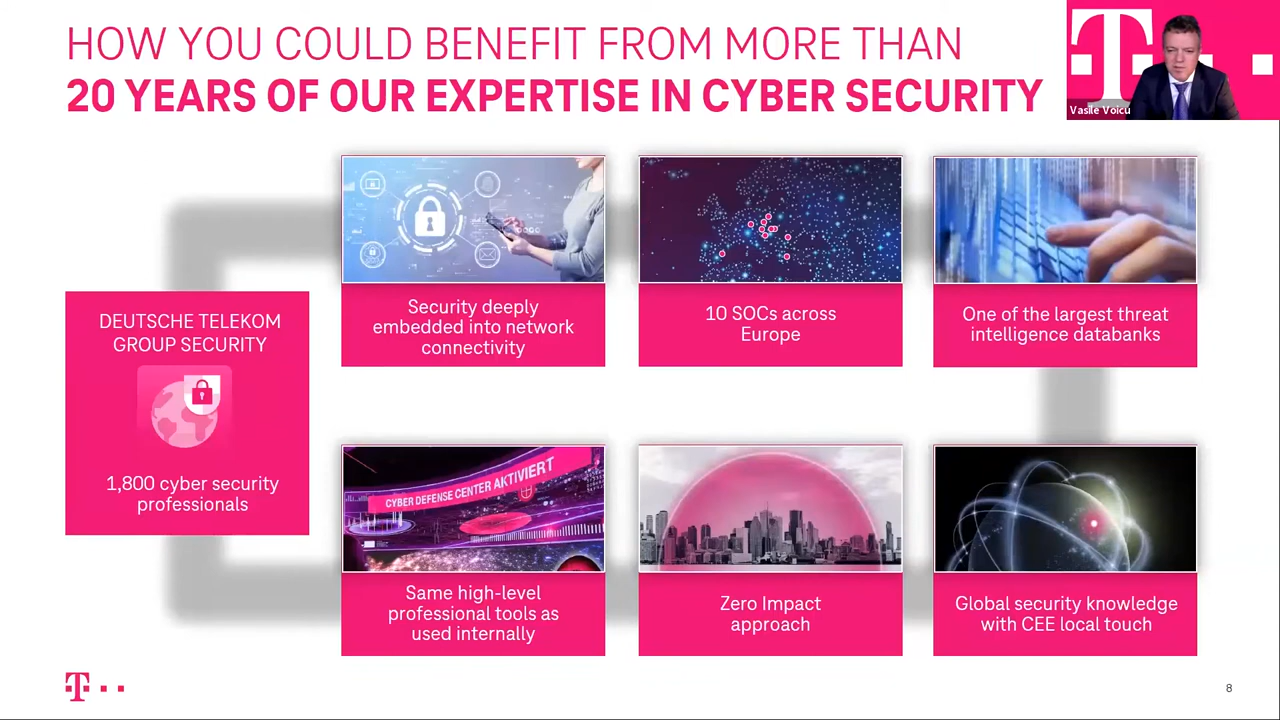 HOW YOU COULD BENEFIT FROM MORE THAN
20 YEARS OF OUR EXPERTISE IN CYBER SECURITY
T
Vasile Voicu
DEUTSCHE TELEKOM
GROUP SECURITY
1,800 cyber security
professionals
Security deeply
embedded into network
connectivity
10 SOCs across
Europe
One of the largest threat
intelligence databanks
CYBER DEFENSE CENTER AKTIVIERT
Same high-level
professional tools as
used internally
Zero Impact
approach
Global security knowledge
with CEE local touch
T
8